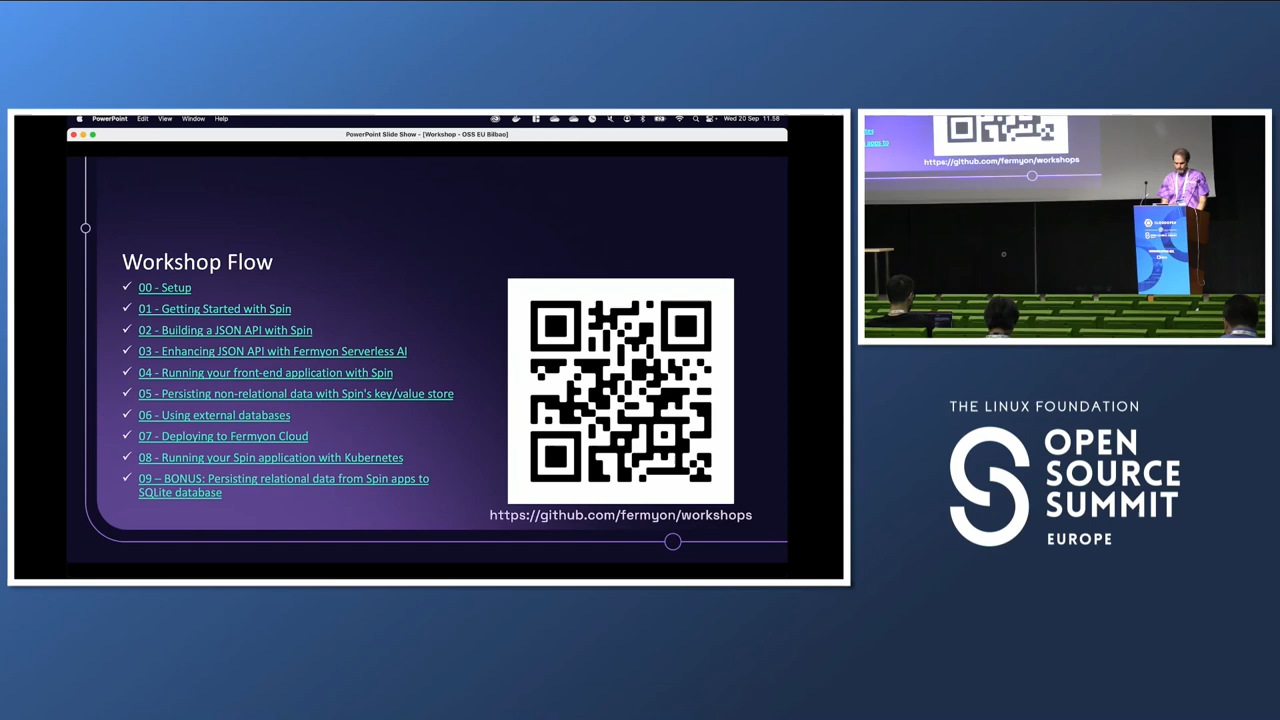 PowerPoint Edit View Window Help Wed 20 Sep 11.58
PowerPoint Slide Show - [Workshop - OSS EU Bilbao]
Workshop Flow
✓ 00 - Setup
✓ 01 - Getting Started with Spin
✓ 02 - Building a JSON API with Spin
✓ 03 - Enhancing JSON API with Fermyon Serverless AI
✓ 04 - Running your front-end application with Spin
✓ 05 - Persisting non-relational data with Spin's key/value store
✓ 06 - Using external databases
✓ 07 - Deploying to Fermyon Cloud
✓ 08 - Running your Spin application with Kubernetes
✓ 09 – BONUS: Persisting relational data from Spin apps to
SQLite database
https://github.com/fermyon/workshops
apps to
https://github.com/fermyon/workshops
THE LINUX FOUNDATION
OPEN
SOURCE
SUMMIT
EUROPE